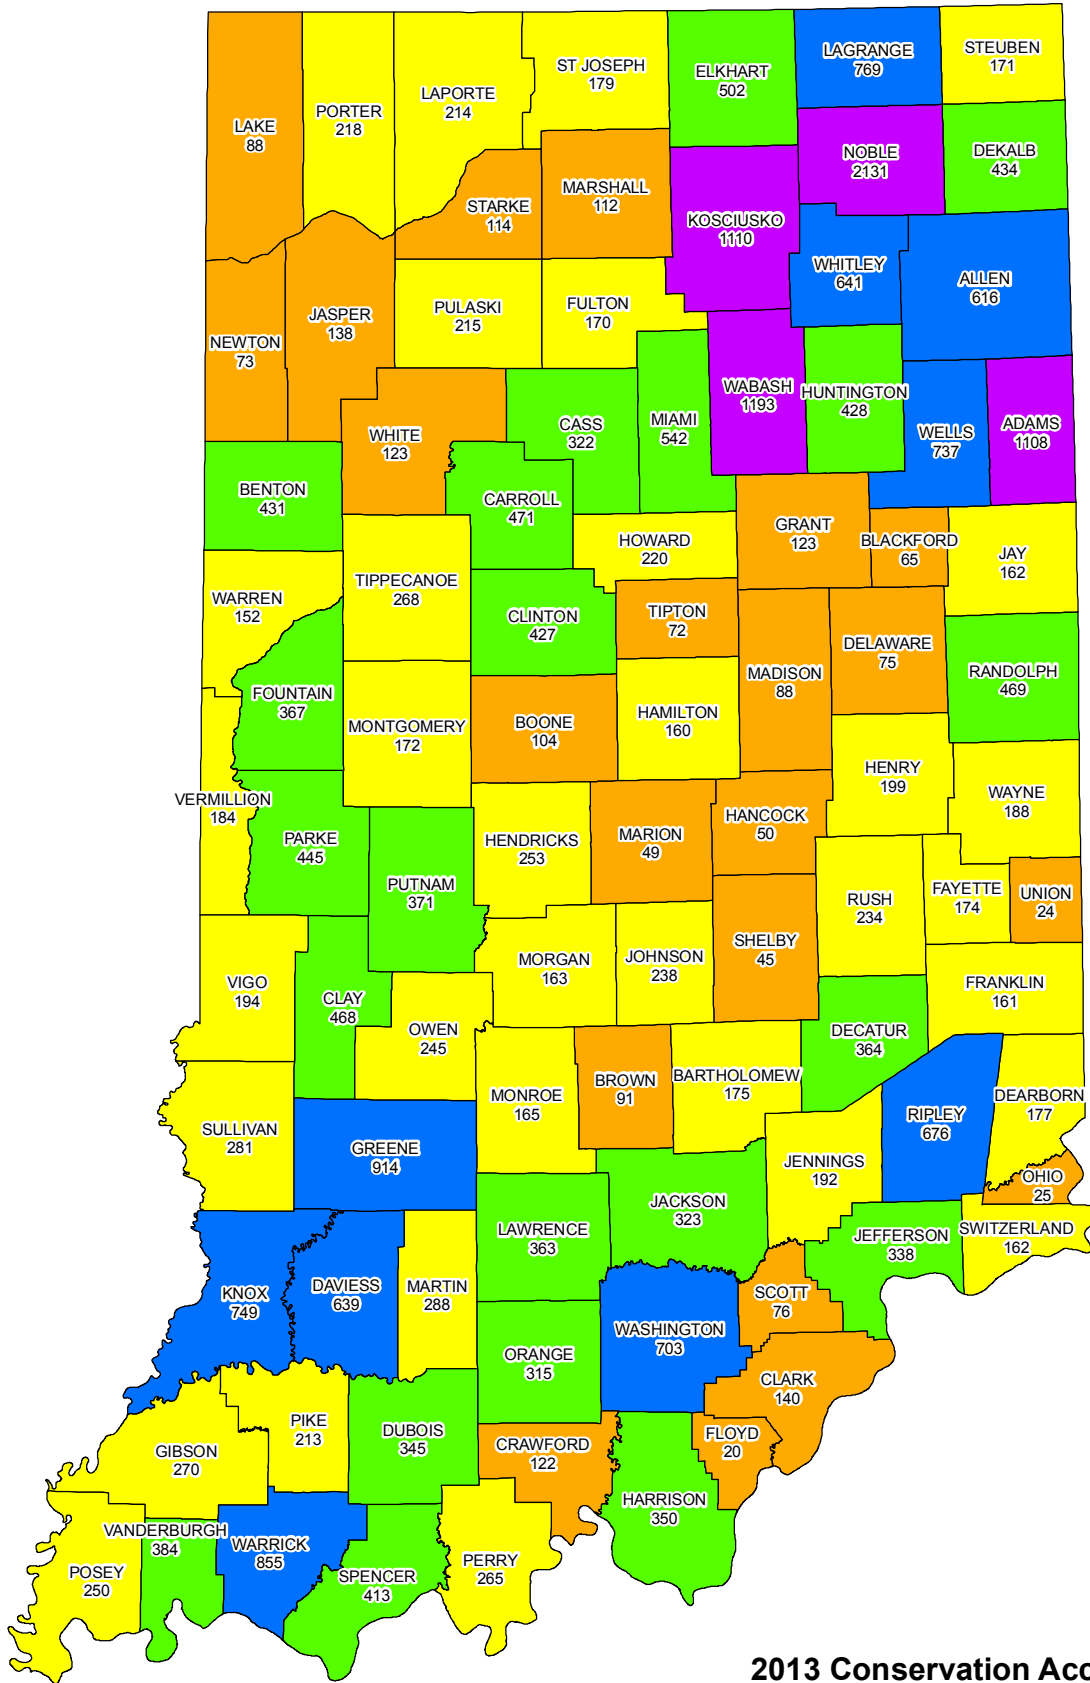 LAGRANGE
769
STEUBEN
171
ST JOSEPH
179
ELKHART
502
LAPORTE
214
PORTER
218
LAKE
88
NOBLE
2131
DEKALB
434
MARSHALL
112
STARKE
114
KOSCIUSKO
1110
WHITLEY
641
ALLEN
616
PULASKI
215
FULTON
170
JASPER
138
NEWTON
73
WABASH
1193
HUNTINGTON
428
CASS
322
MIAMI
542
WELLS
737
ADAMS
1108
WHITE
123
BENTON
431
CARROLL
471
GRANT
123
BLACKFORD
65
HOWARD
220
JAY
162
TIPPECANOE
268
WARREN
152
CLINTON
427
TIPTON
72
DELAWARE
75
MADISON
88
RANDOLPH
469
FOUNTAIN
367
MONTGOMERY
172
BOONE
104
HAMILTON
160
HENRY
199
WAYNE
188
VERMILLION
184
PARKE
445
HENDRICKS
253
MARION
49
HANCOCK
50
PUTNAM
371
RUSH
234
FAYETTE
174
UNION
24
SHELBY
45
MORGAN
163
JOHNSON
238
VIGO
194
CLAY
468
FRANKLIN
161
OWEN
245
DECATUR
364
MONROE
165
BROWN
91
BARTHOLOMEW
175
DEARBORN
177
RIPLEY
676
SULLIVAN
281
GREENE
914
JENNINGS
192
OHIO
25
JACKSON
323
LAWRENCE
363
JEFFERSON
338
SWITZERLAND
162
KNOX
749
DAVIESS
639
MARTIN
288
SCOTT
76
WASHINGTON
703
ORANGE
315
CLARK
140
PIKE
213
DUBOIS
345
CRAWFORD
122
FLOYD
20
GIBSON
270
HARRISON
350
VANDERBURGH
384
WARRICK
855
POSEY
250
SPENCER
413
PERRY
265
2013 Conservation Acc